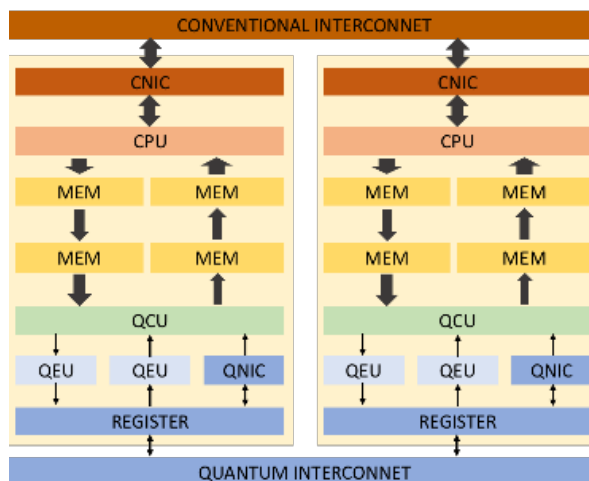 CONVENTIONAL INTERCONNET
CNIC CNIC
CPU CPU
MEM MEM MEM MEM
MEM MEM MEM MEM
QCU QCU
QEU QEU QNIC QEU QEU QNIC
REGISTER REGISTER
QUANTUM INTERCONNET